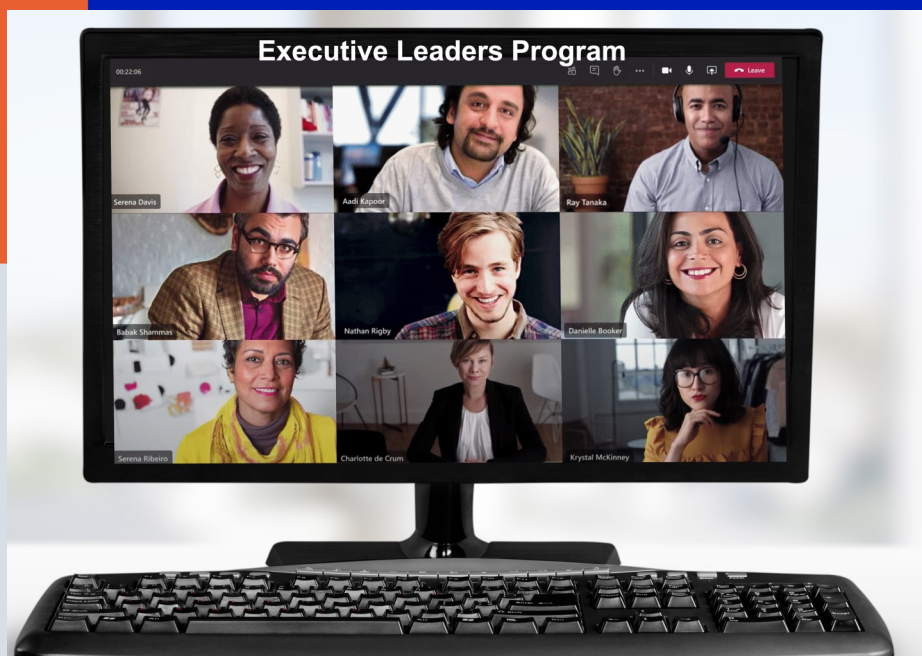 Executive Leaders Program
00:22:06
Leave
Serena Davis
Aadi Kapoor
Ray Tanaka
Babak Shammas
Nathan Rigby
Danielle Booker
Serena Ribeiro
Charlotte de Crum
Krystal McKinney